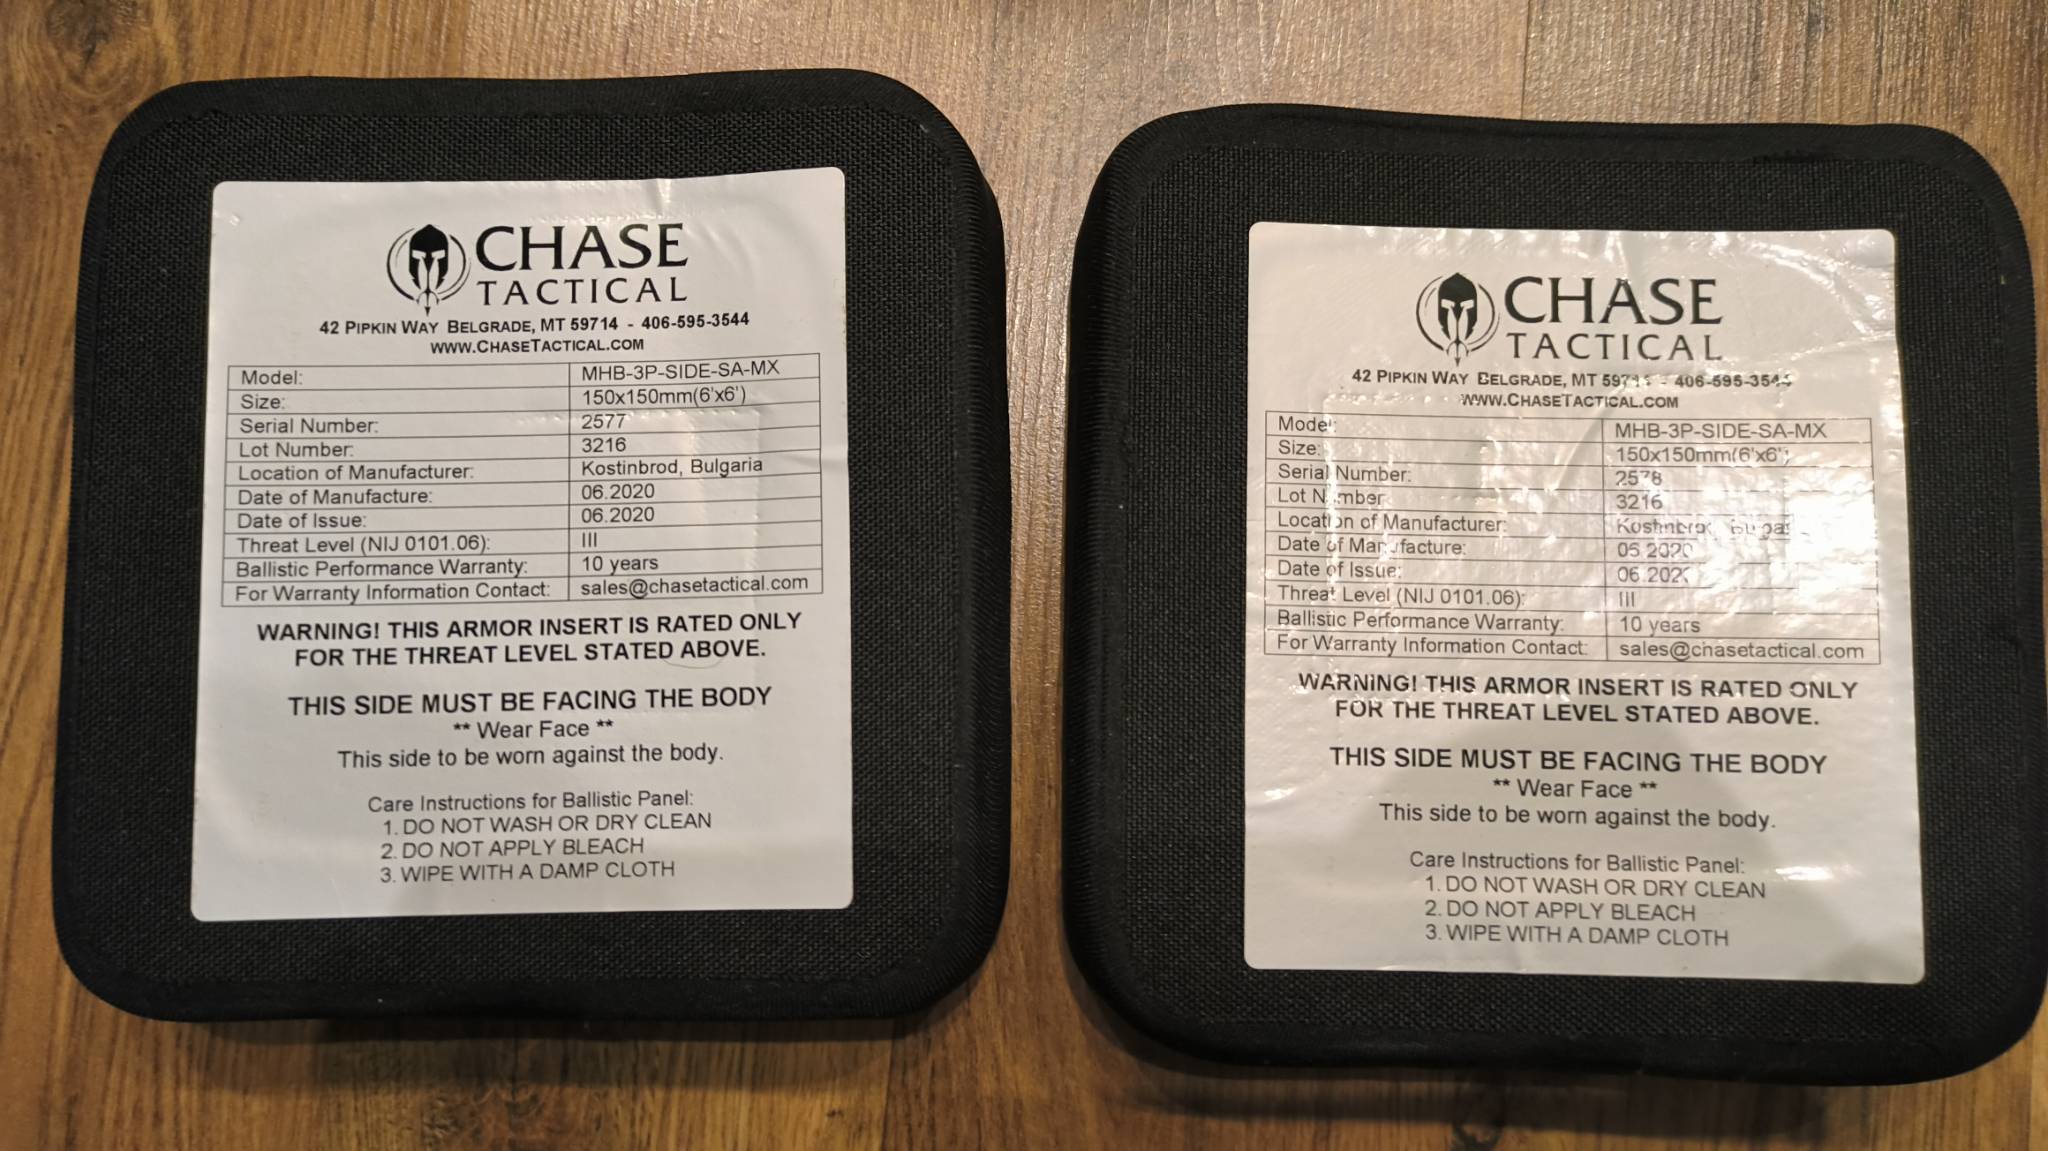 CHASE
TACTICAL
42 PIPKIN WAY BELGRADE, MT 59714 - 406-595-3544
WWW.CHASETACTICAL.COM
Model: MHB-3P-SIDE-SA-MX
Size: 150x150mm(6'x6')
Serial Number: 2577
Lot Number: 3216
Location of Manufacturer: Kostinbrod, Bulgaria
Date of Manufacture: 06.2020
Date of Issue: 06.2020
Threat Level (NIJ 0101.06): III
Ballistic Performance Warranty: 10 years
For Warranty Information Contact: sales@chasetactical.com
WARNING! THIS ARMOR INSERT IS RATED ONLY
FOR THE THREAT LEVEL STATED ABOVE.
THIS SIDE MUST BE FACING THE BODY
** Wear Face **
This side to be worn against the body.
Care Instructions for Ballistic Panel:
1. DO NOT WASH OR DRY CLEAN
2. DO NOT APPLY BLEACH
3. WIPE WITH A DAMP CLOTH
CHASE
TACTICAL
42 PIPKIN WAY BELGRADE, MT 59714 - 406-595-3544
WWW.CHASETACTICAL.COM
Model: MHB-3P-SIDE-SA-MX
Size: 150x150mm(6'x6')
Serial Number: 2578
Lot Number 3216
Location of Manufacturer:
Date of Manufacture:
Date of Issue:
Threat Level (NIJ 0101.06): III
Ballistic Performance Warranty: 10 years
For Warranty Information Contact: sales@chasetactical.com
WARNING! THIS ARMOR INSERT IS RATED ONLY
FOR THE THREAT LEVEL STATED ABOVE.
THIS SIDE MUST BE FACING THE BODY
** Wear Face **
This side to be worn against the body.
Care Instructions for Ballistic Panel:
1. DO NOT WASH OR DRY CLEAN
2. DO NOT APPLY BLEACH
3. WIPE WITH A DAMP CLOTH